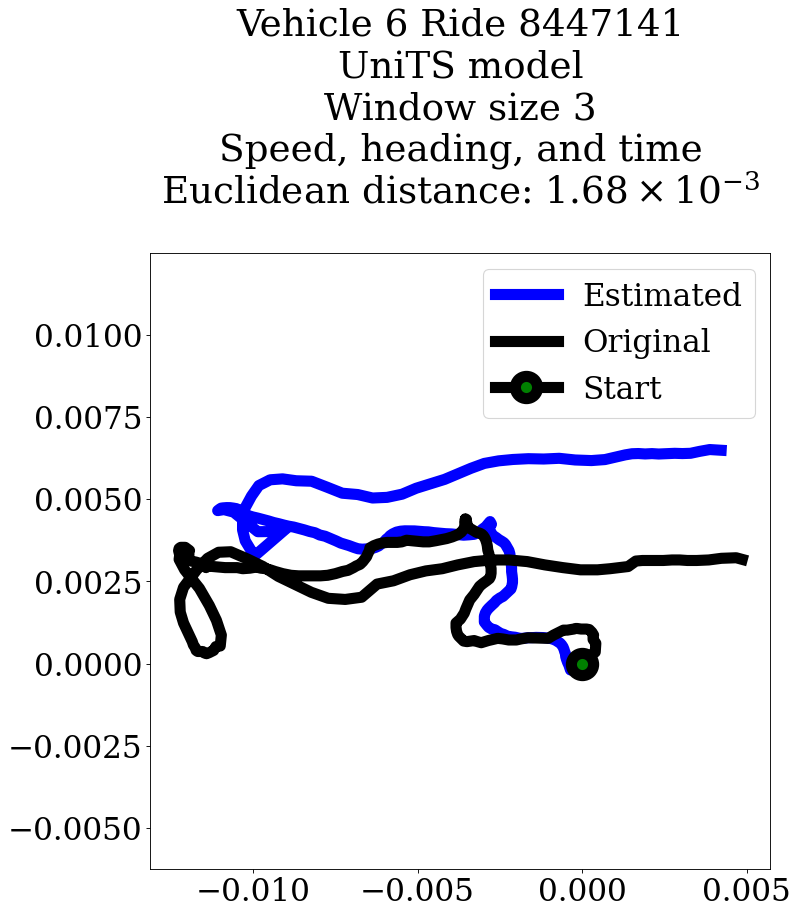 Vehicle 6 Ride 8447141
UniTS model
Window size 3
Speed, heading, and time
Euclidean distance: 1.68 × 10⁻³
Estimated
Original
Start
0.0100
0.0075
0.0050
0.0025
0.0000
−0.0025
−0.0050
−0.010 −0.005 0.000 0.005